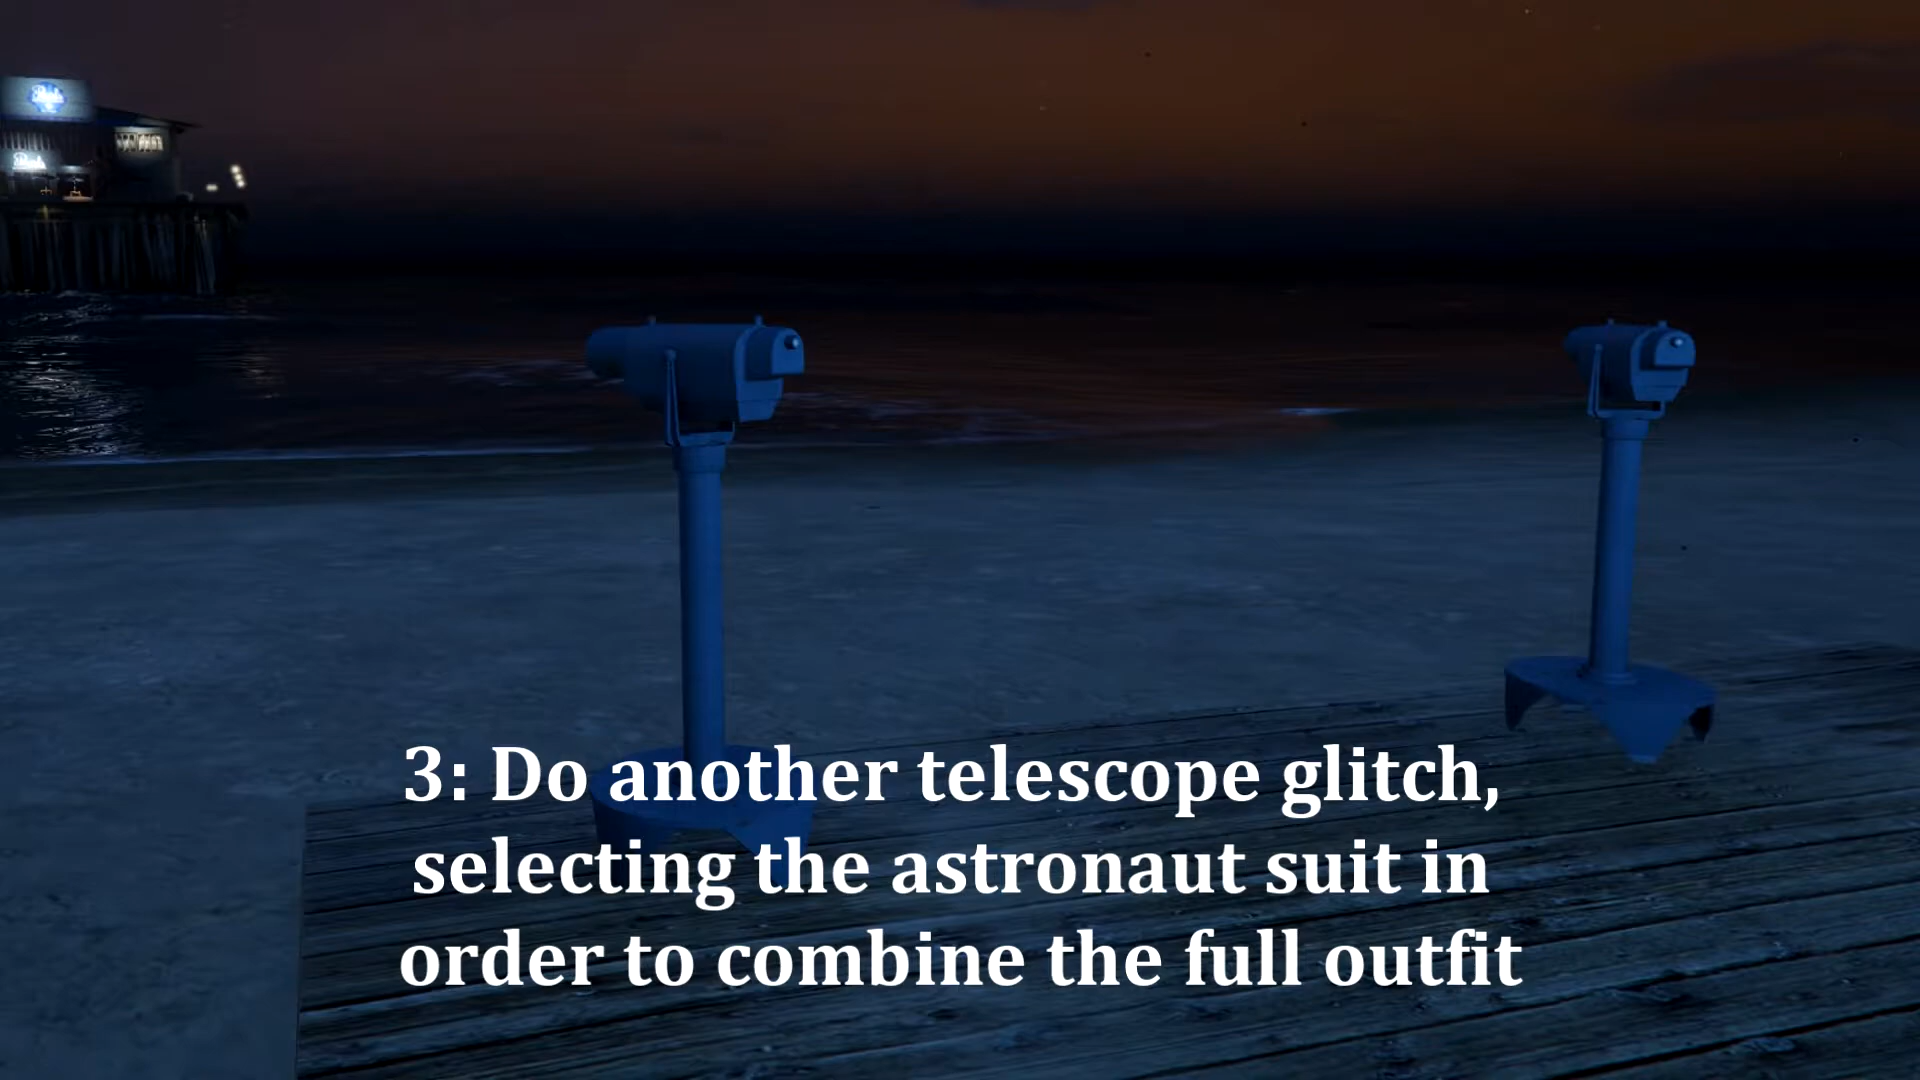 3: Do another telescope glitch,
selecting the astronaut suit in
order to combine the full outfit